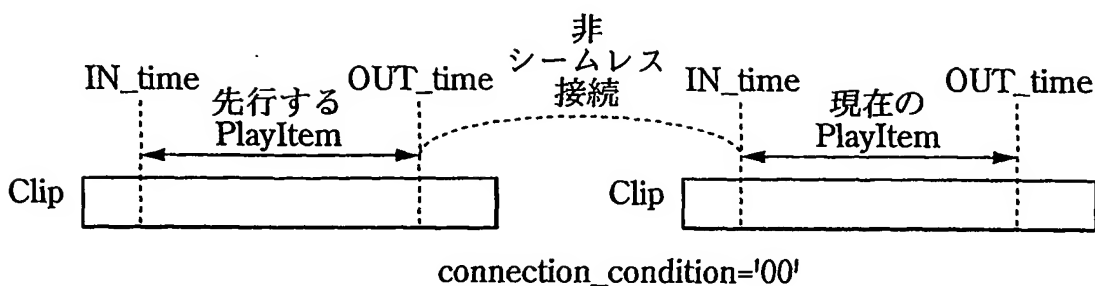 非
シームレス
接続
IN_time
OUT_time
IN_time
OUT_time
先行する
PlayItem
現在の
PlayItem
Clip
Clip
connection_condition='00'